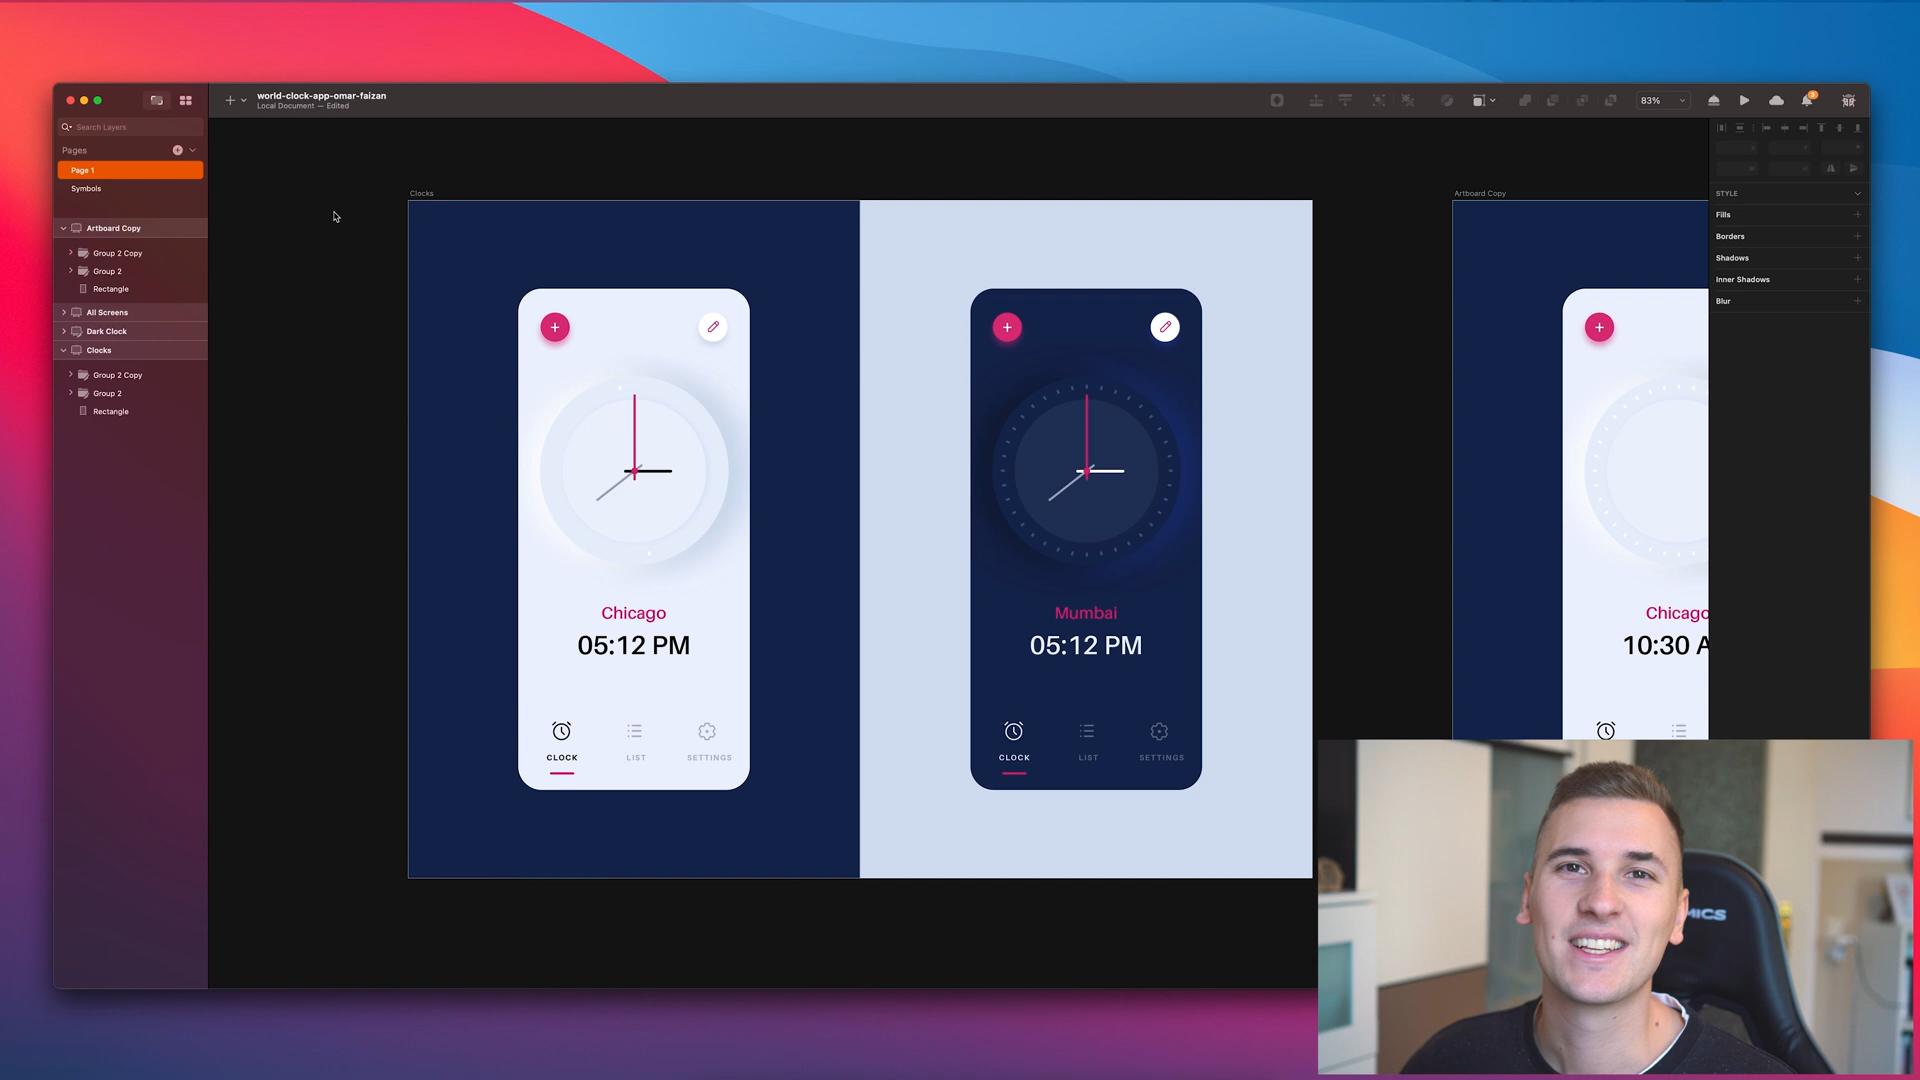 world-clock-app-omar-faizan
Local Document — Edited
83%
3
Search Layers
Pages
Page 1
Symbols
Artboard Copy
Group 2 Copy
Group 2
Rectangle
All Screens
Dark Clock
Clocks
Group 2 Copy
Group 2
Rectangle
Clocks
Chicago
05:12 PM
CLOCK
LIST
SETTINGS
Mumbai
05:12 PM
CLOCK
LIST
SETTINGS
Artboard Copy
Chicago
10:30 A
STYLE
Fills
Borders
Shadows
Inner Shadows
Blur
MICS